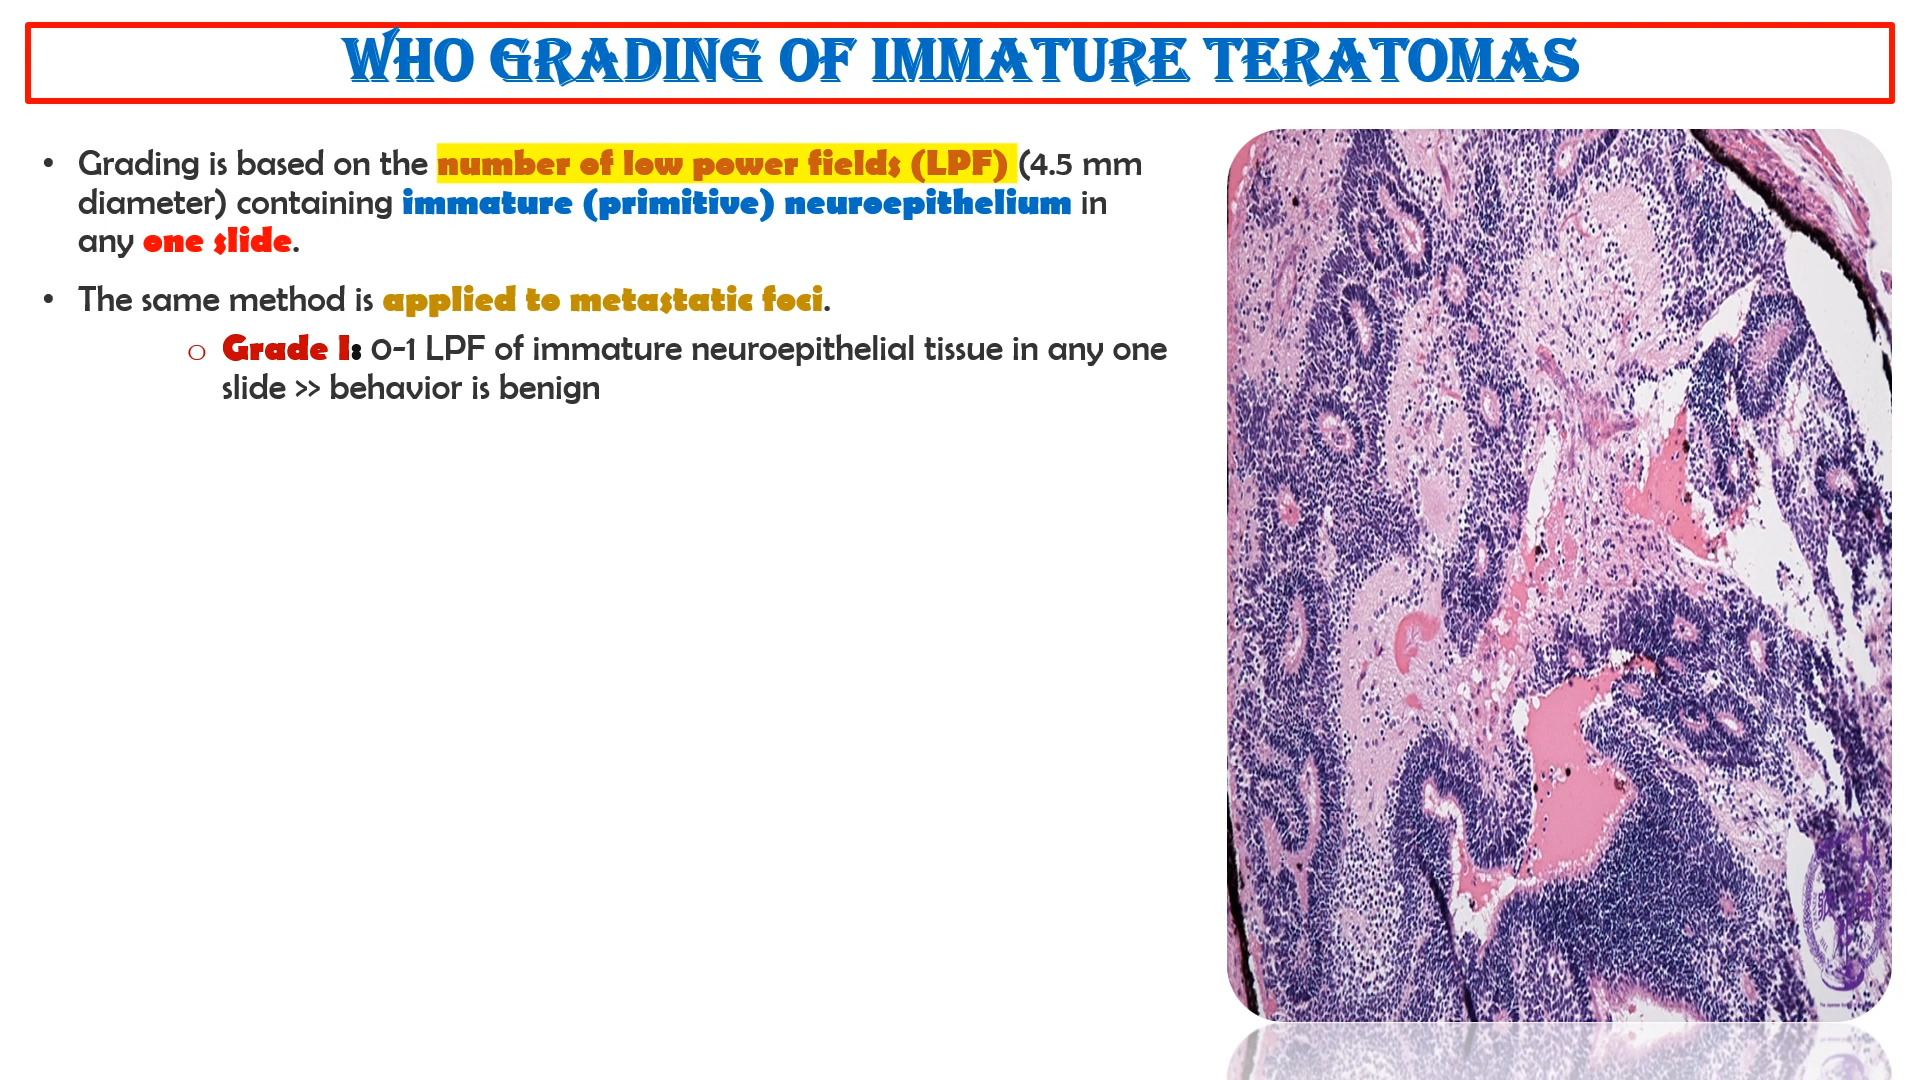 WHO GRADING OF IMMATURE TERATOMAS
• Grading is based on the number of low power fields (LPF) (4.5 mm
diameter) containing immature (primitive) neuroepithelium in
any one slide.
• The same method is applied to metastatic foci.
o Grade I: 0-1 LPF of immature neuroepithelial tissue in any one
slide >> behavior is benign